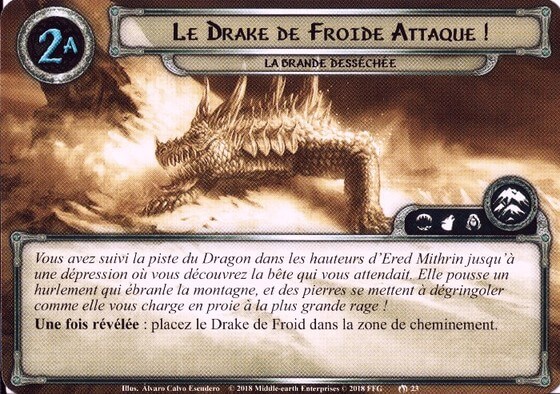 2A
Le Drake de Froide Attaque !
La Brande Desséchée
Vous avez suivi la piste du Dragon dans les hauteurs d'Ered Mithrin jusqu'à
une dépression où vous découvrez la bête qui vous attendait. Elle pousse un
hurlement qui ébranle la montagne, et des pierres se mettent à dégringoler
comme elle vous charge en proie à la plus grande rage !
Une fois révélée : placez le Drake de Froid dans la zone de cheminement.
Illus. Álvaro Calvo Escudero © 2018 Middle-earth Enterprises © 2018 FFG 23